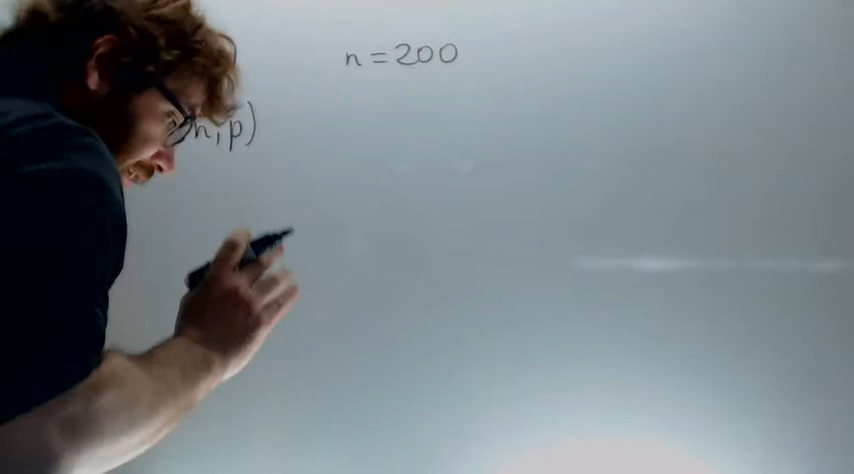 n = 200
n, p)